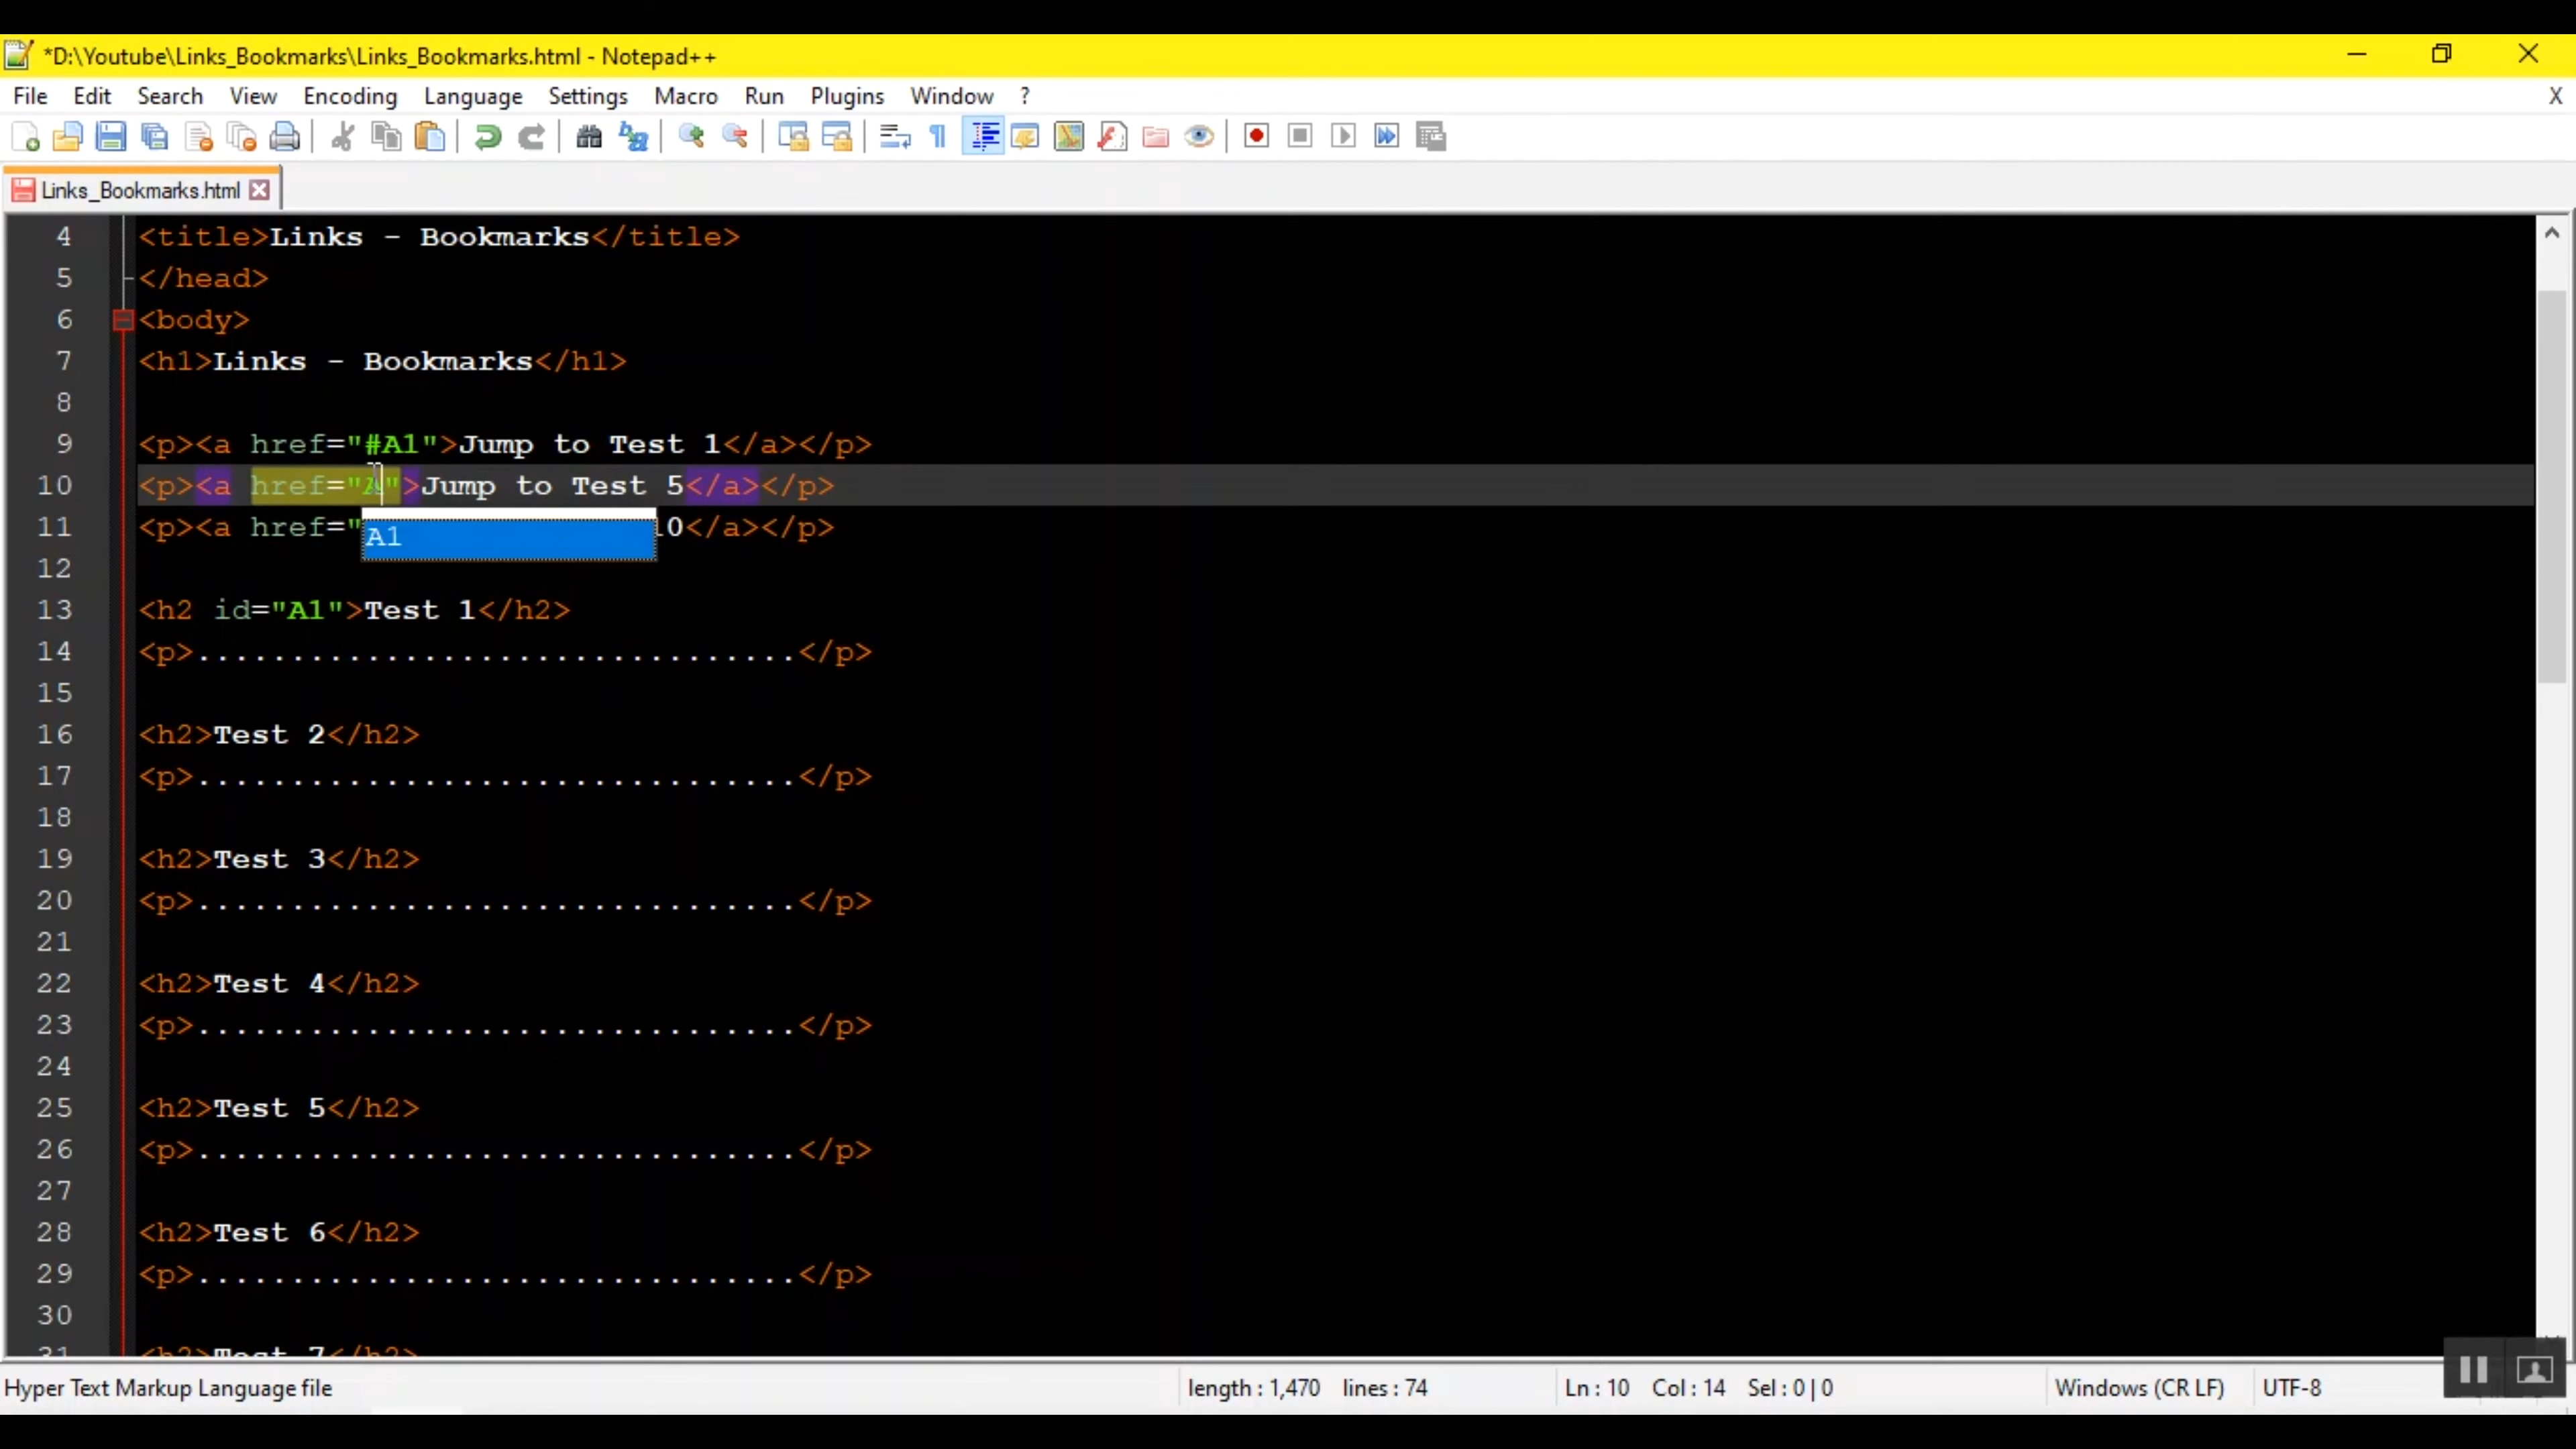 *D:\Youtube\Links_Bookmarks\Links_Bookmarks.html - Notepad++
File Edit Search View Encoding Language Settings Macro Run Plugins Window ? X
Links_Bookmarks.html
4 <title>Links - Bookmarks</title>
5 </head>
6 <body>
7 <h1>Links - Bookmarks</h1>
8
9 <p><a href="#A1">Jump to Test 1</a></p>
10 <p><a href="A">Jump to Test 5</a></p>
11 <p><a href=" 10</a></p>
A1
12
13 <h2 id="A1">Test 1</h2>
14 <p>................................</p>
15
16 <h2>Test 2</h2>
17 <p>................................</p>
18
19 <h2>Test 3</h2>
20 <p>................................</p>
21
22 <h2>Test 4</h2>
23 <p>................................</p>
24
25 <h2>Test 5</h2>
26 <p>................................</p>
27
28 <h2>Test 6</h2>
29 <p>................................</p>
30
31 <h2>Test 7</h2>
Hyper Text Markup Language file length : 1,470 lines : 74 Ln : 10 Col : 14 Sel : 0 | 0 Windows (CR LF) UTF-8